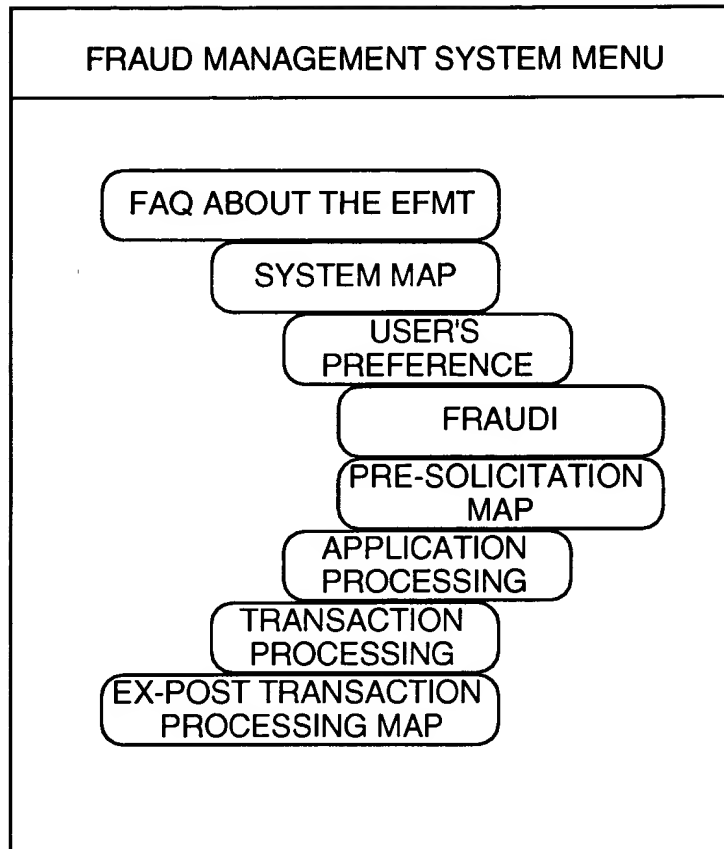 FRAUD MANAGEMENT SYSTEM MENU
FAQ ABOUT THE EFMT
SYSTEM MAP
USER'S
PREFERENCE
FRAUDI
PRE-SOLICITATION
MAP
APPLICATION
PROCESSING
TRANSACTION
PROCESSING
EX-POST TRANSACTION
PROCESSING MAP